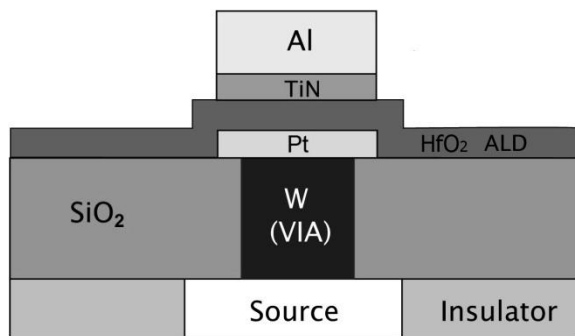 Al
TiN
Pt
HfO₂ ALD
W
(VIA)
SiO₂
Source
Insulator